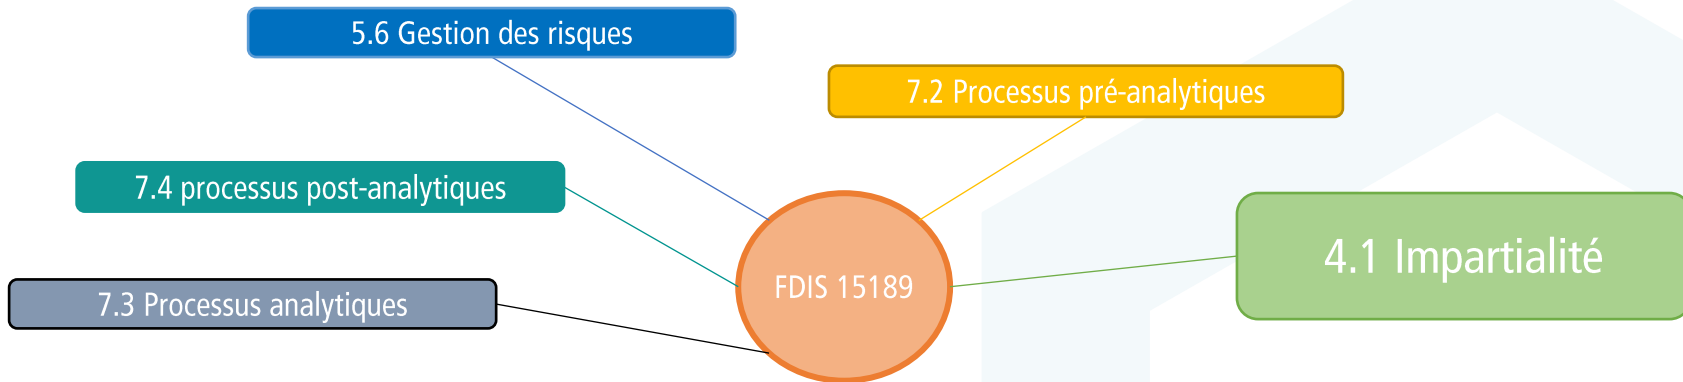 5.6 Gestion des risques
7.2 Processus pré-analytiques
7.4 processus post-analytiques
4.1 Impartialité
7.3 Processus analytiques
FDIS 15189